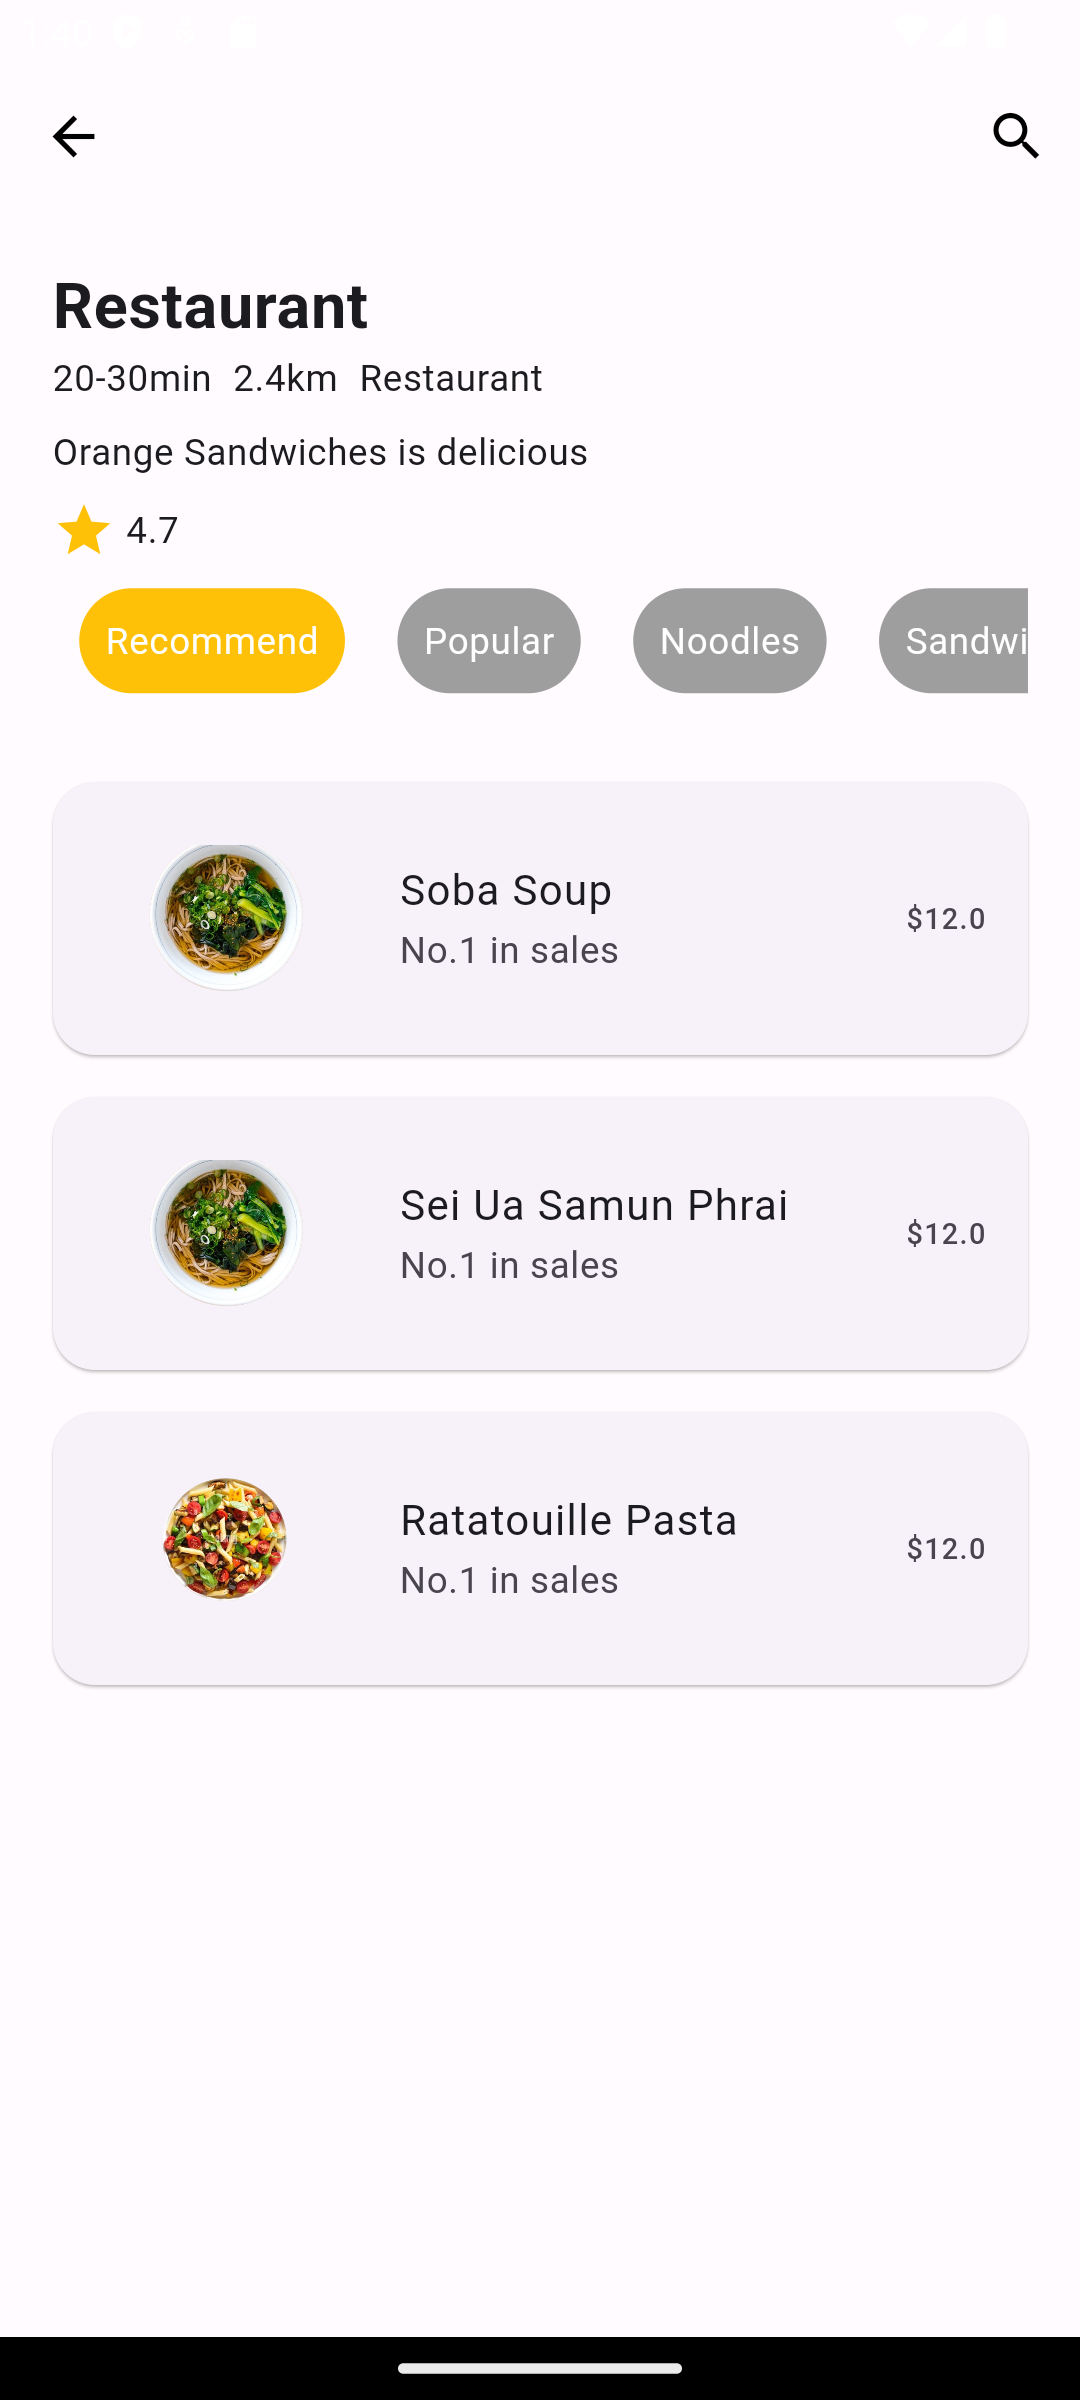 Restaurant
20-30min 2.4km Restaurant
Orange Sandwiches is delicious
4.7
Recommend Popular Noodles Sandwi
Soba Soup
No.1 in sales
$12.0
Sei Ua Samun Phrai
No.1 in sales
$12.0
Ratatouille Pasta
No.1 in sales
$12.0